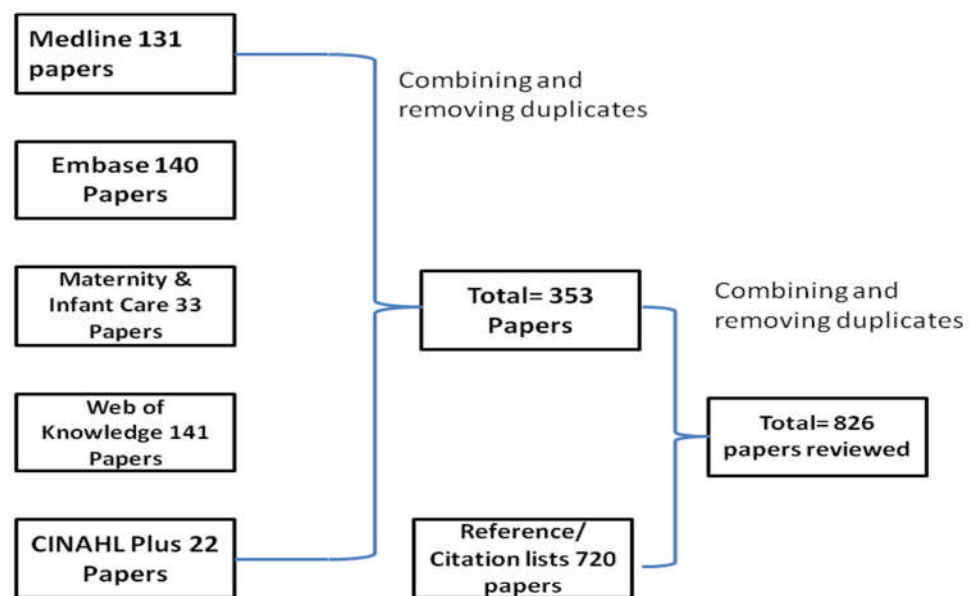 Medline 131
papers
Combining and
removing duplicates
Embase 140
Papers
Maternity &
Infant Care 33
Papers
Total= 353
Papers
Combining and
removing duplicates
Web of
Knowledge 141
Papers
Total= 826
papers reviewed
CINAHL Plus 22
Papers
Reference/
Citation lists 720
papers